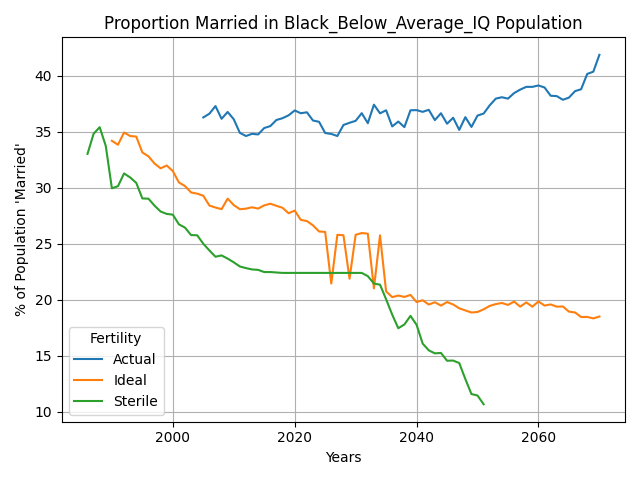 Proportion Married in Black_Below_Average_IQ Population
% of Population 'Married'
40
35
30
25
20
15
10
Fertility
Actual
Ideal
Sterile
2000 2020 2040 2060
Years